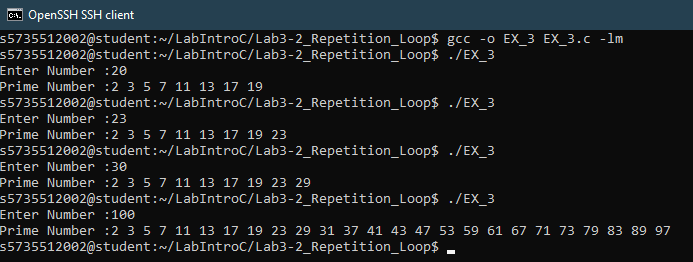 OpenSSH SSH client
s5735512002@student:~/LabIntroC/Lab3-2_Repetition_Loop$ gcc -o EX_3 EX_3.c -lm
s5735512002@student:~/LabIntroC/Lab3-2_Repetition_Loop$ ./EX_3
Enter Number :20
Prime Number :2 3 5 7 11 13 17 19
s5735512002@student:~/LabIntroC/Lab3-2_Repetition_Loop$ ./EX_3
Enter Number :23
Prime Number :2 3 5 7 11 13 17 19 23
s5735512002@student:~/LabIntroC/Lab3-2_Repetition_Loop$ ./EX_3
Enter Number :30
Prime Number :2 3 5 7 11 13 17 19 23 29
s5735512002@student:~/LabIntroC/Lab3-2_Repetition_Loop$ ./EX_3
Enter Number :100
Prime Number :2 3 5 7 11 13 17 19 23 29 31 37 41 43 47 53 59 61 67 71 73 79 83 89 97
s5735512002@student:~/LabIntroC/Lab3-2_Repetition_Loop$